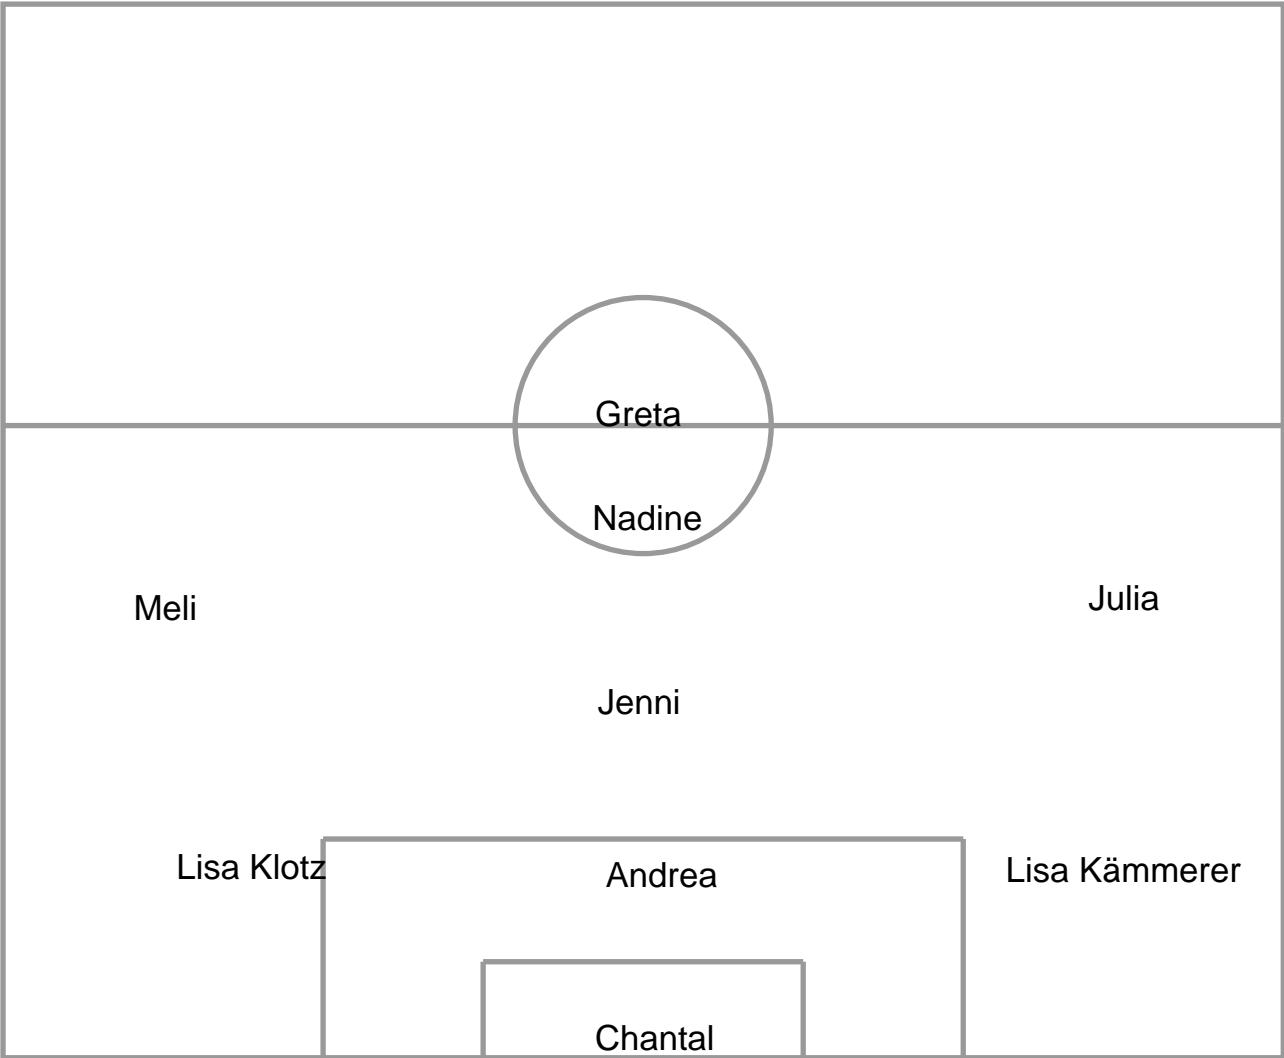 Greta
Nadine
Meli
Julia
Jenni
Lisa Klotz
Andrea
Lisa Kämmerer
Chantal